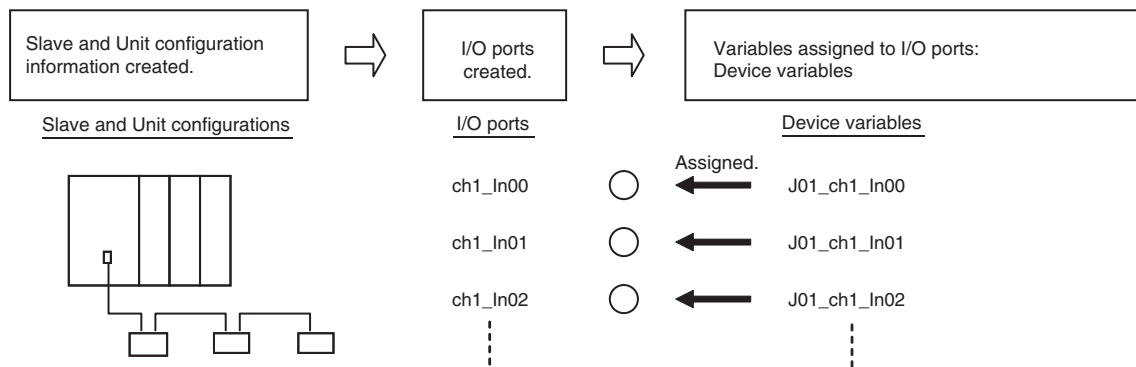 Slave and Unit configuration
information created.
I/O ports
created.
Variables assigned to I/O ports:
Device variables
Slave and Unit configurations
I/O ports
Device variables
Assigned.
ch1_In00
J01_ch1_In00
ch1_In01
J01_ch1_In01
ch1_In02
J01_ch1_In02